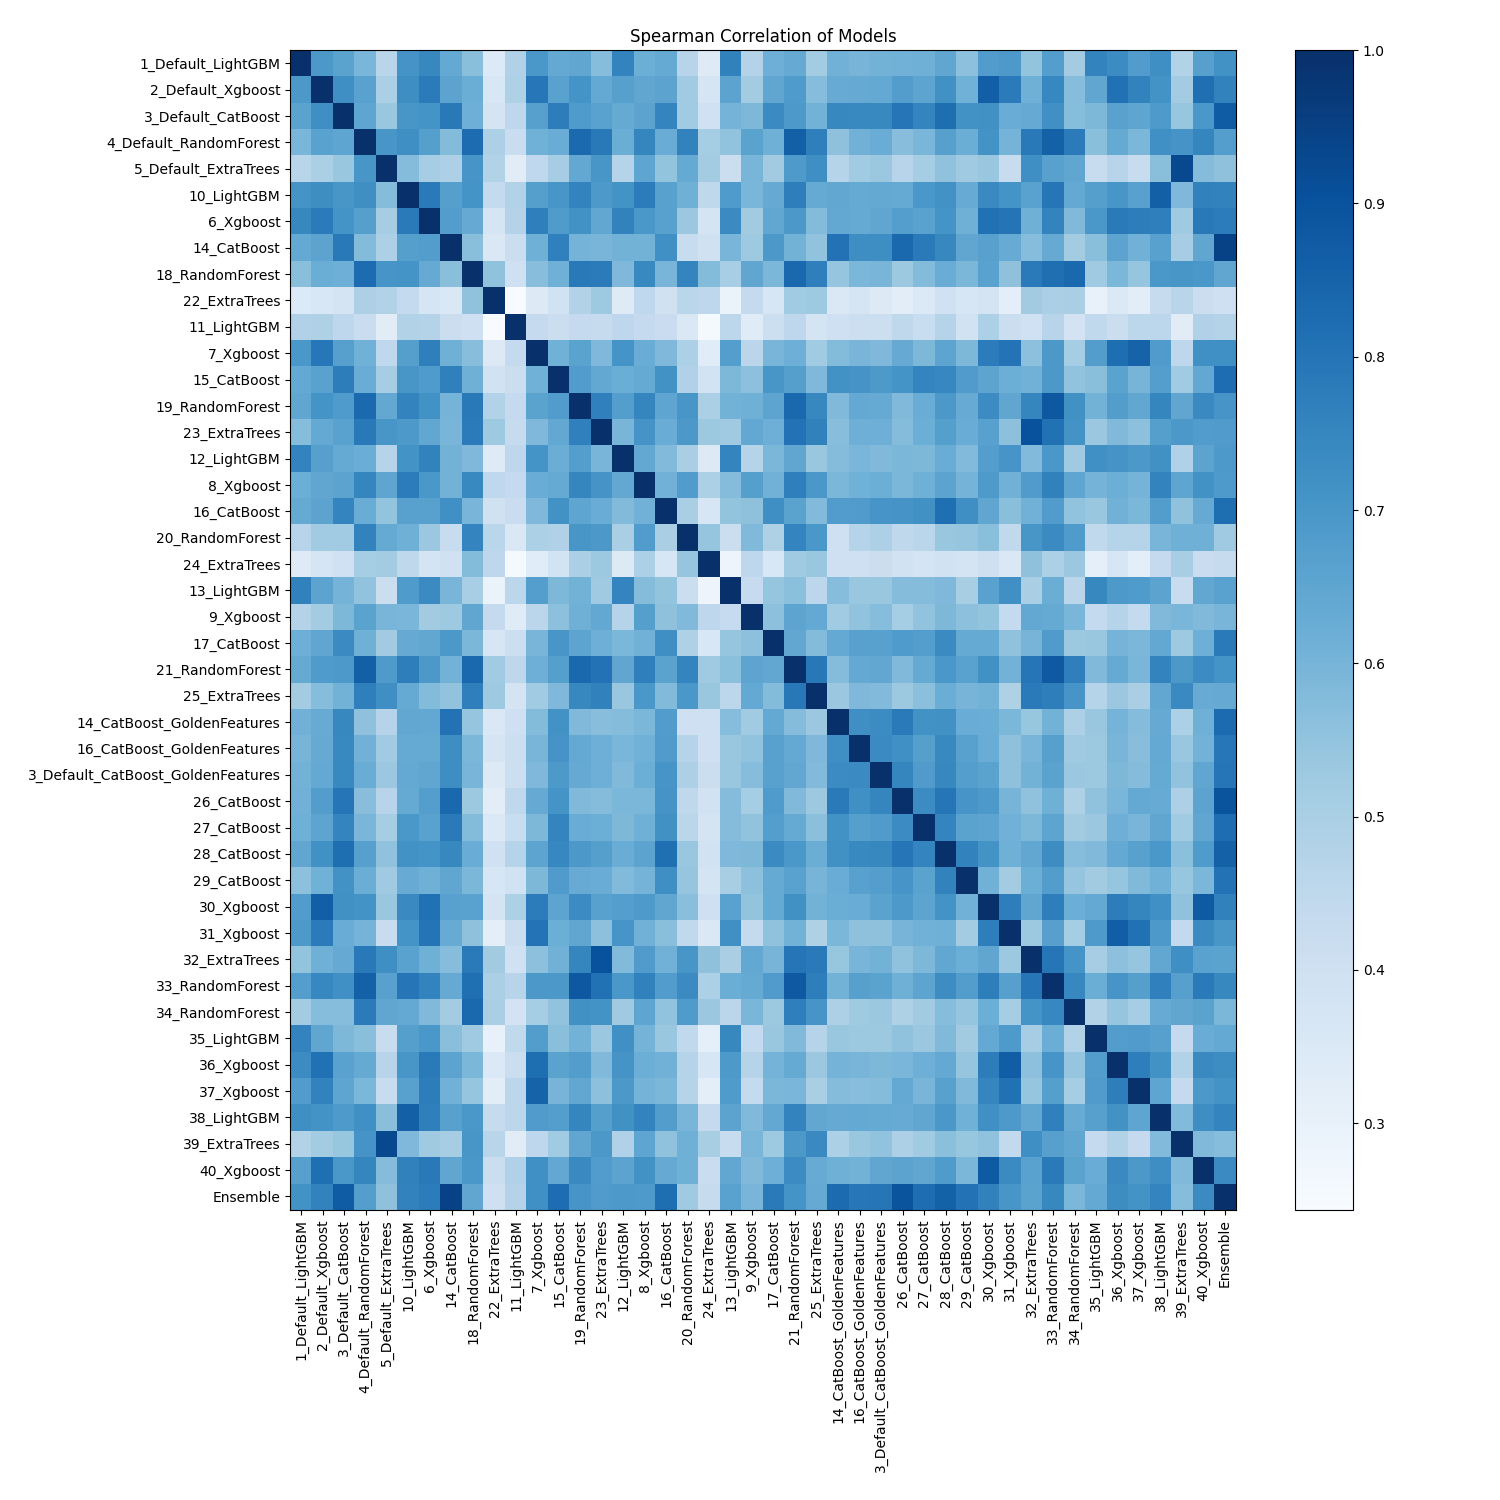 Spearman Correlation of Models
1_Default_LightGBM
2_Default_Xgboost
3_Default_CatBoost
4_Default_RandomForest
5_Default_ExtraTrees
10_LightGBM
6_Xgboost
14_CatBoost
18_RandomForest
22_ExtraTrees
11_LightGBM
7_Xgboost
15_CatBoost
19_RandomForest
23_ExtraTrees
12_LightGBM
8_Xgboost
16_CatBoost
20_RandomForest
24_ExtraTrees
13_LightGBM
9_Xgboost
17_CatBoost
21_RandomForest
25_ExtraTrees
14_CatBoost_GoldenFeatures
16_CatBoost_GoldenFeatures
3_Default_CatBoost_GoldenFeatures
26_CatBoost
27_CatBoost
28_CatBoost
29_CatBoost
30_Xgboost
31_Xgboost
32_ExtraTrees
33_RandomForest
34_RandomForest
35_LightGBM
36_Xgboost
37_Xgboost
38_LightGBM
39_ExtraTrees
40_Xgboost
Ensemble
1_Default_LightGBM
2_Default_Xgboost
3_Default_CatBoost
4_Default_RandomForest
5_Default_ExtraTrees
10_LightGBM
6_Xgboost
14_CatBoost
18_RandomForest
22_ExtraTrees
11_LightGBM
7_Xgboost
15_CatBoost
19_RandomForest
23_ExtraTrees
12_LightGBM
8_Xgboost
16_CatBoost
20_RandomForest
24_ExtraTrees
13_LightGBM
9_Xgboost
17_CatBoost
21_RandomForest
25_ExtraTrees
14_CatBoost_GoldenFeatures
16_CatBoost_GoldenFeatures
3_Default_CatBoost_GoldenFeatures
26_CatBoost
27_CatBoost
28_CatBoost
29_CatBoost
30_Xgboost
31_Xgboost
32_ExtraTrees
33_RandomForest
34_RandomForest
35_LightGBM
36_Xgboost
37_Xgboost
38_LightGBM
39_ExtraTrees
40_Xgboost
Ensemble
1.0
0.9
0.8
0.7
0.6
0.5
0.4
0.3